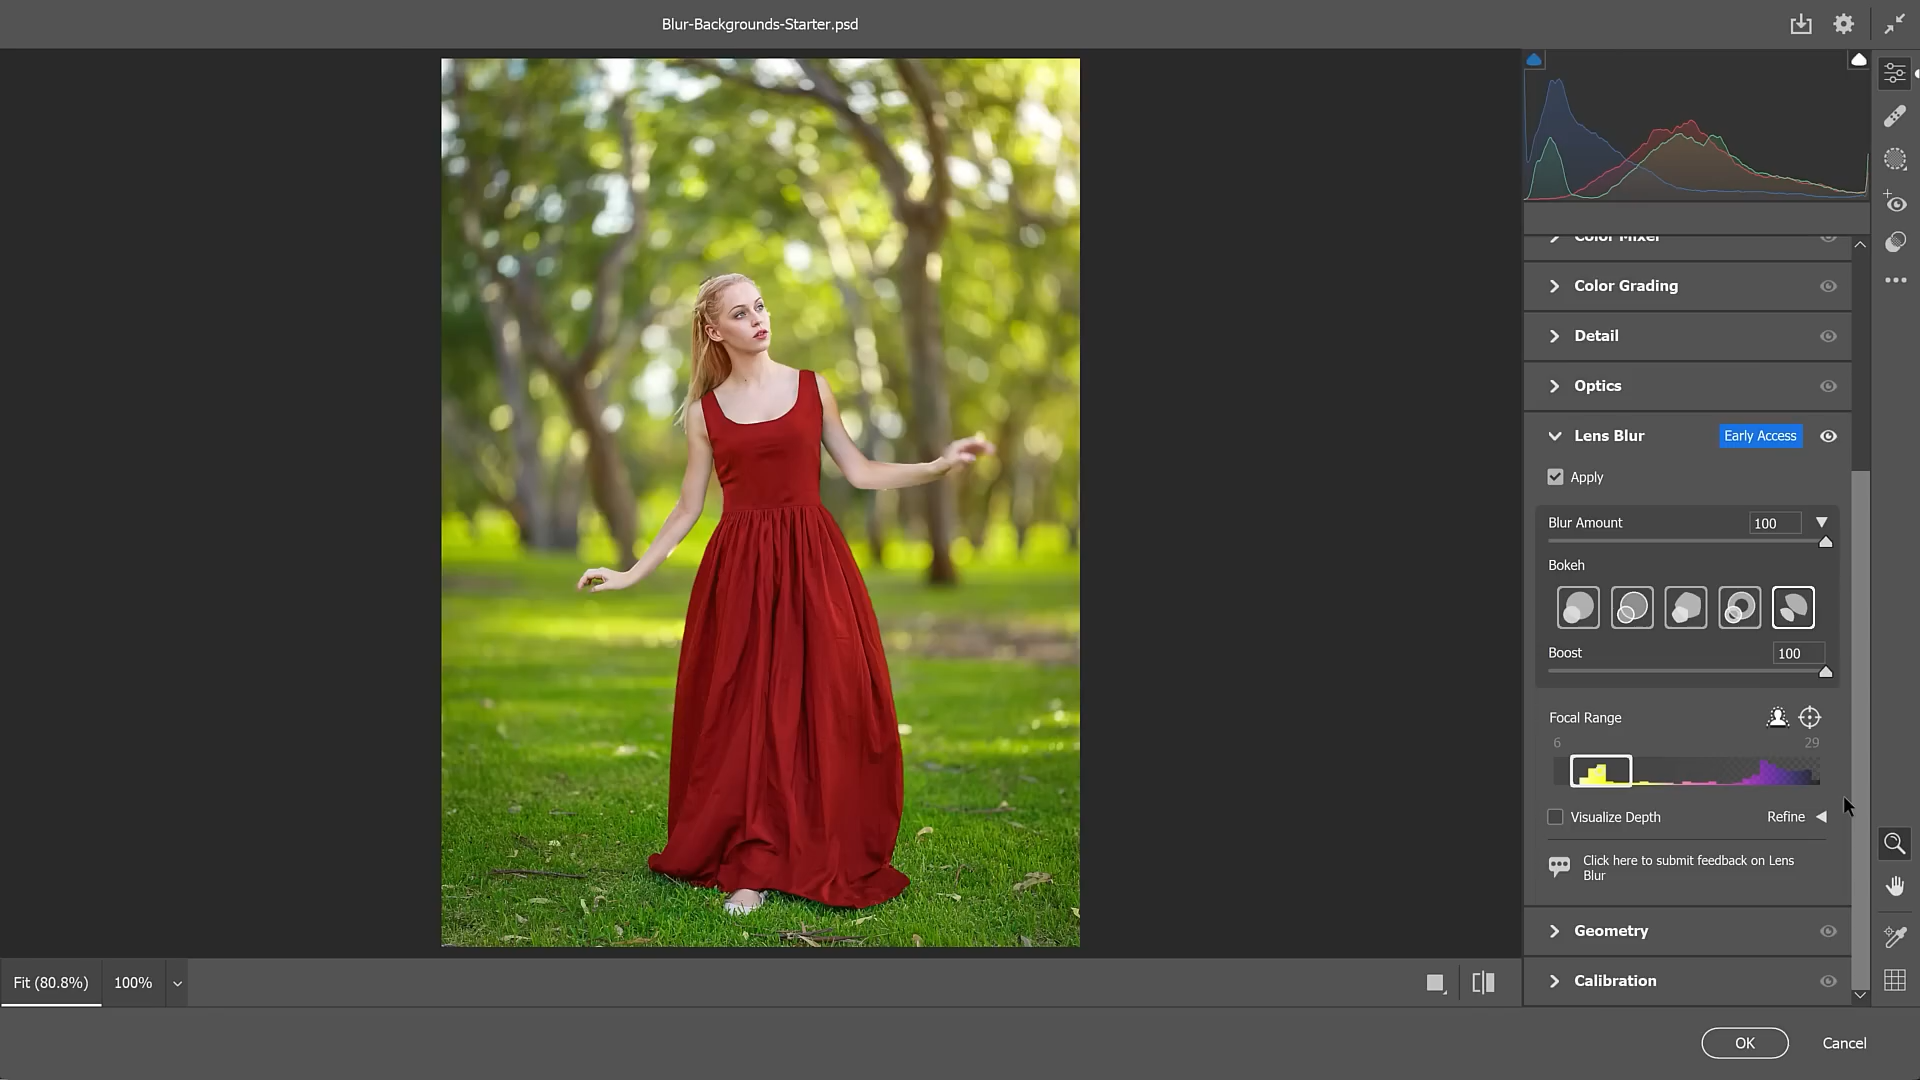 Blur-Backgrounds-Starter.psd
Color Mixer
Color Grading
Detail
Optics
Lens Blur Early Access
Apply
Blur Amount 100
Bokeh
Boost 100
Focal Range
6 29
Visualize Depth Refine
Click here to submit feedback on Lens
Blur
Geometry
Calibration
Fit (80.8%) 100%
OK Cancel